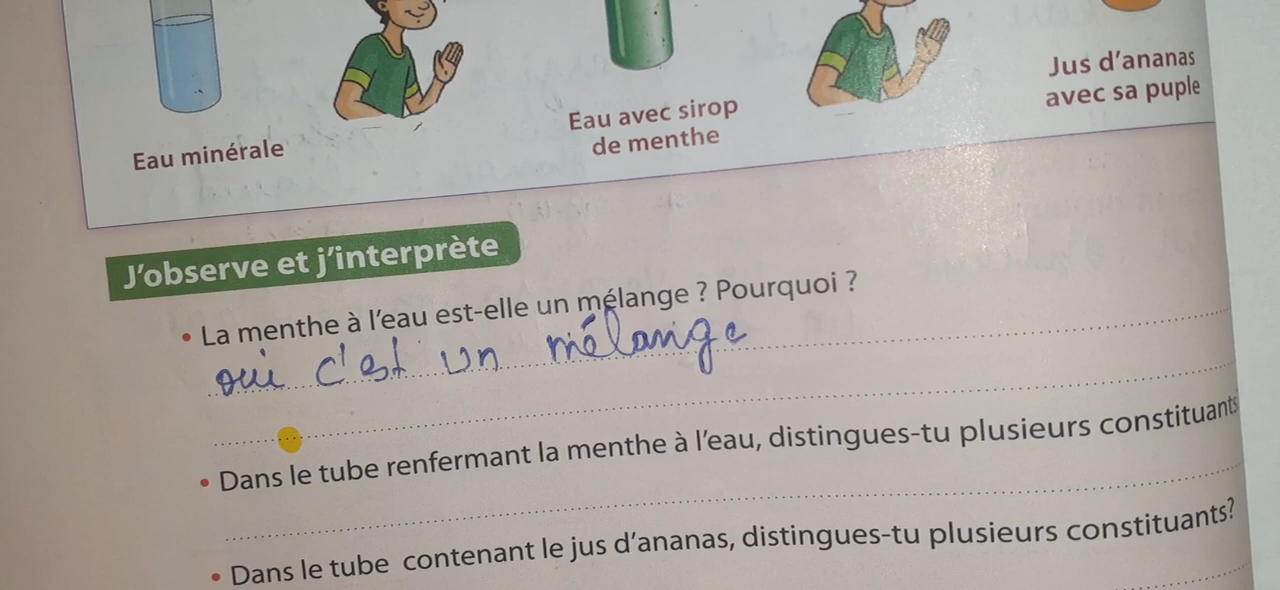 Eau minérale
Eau avec sirop
de menthe
Jus d'ananas
avec sa puple
J'observe et j'interprète
• La menthe à l'eau est-elle un mélange ? Pourquoi ?
oui c'est un mélange
• Dans le tube renfermant la menthe à l'eau, distingues-tu plusieurs constituants
• Dans le tube contenant le jus d'ananas, distingues-tu plusieurs constituants?